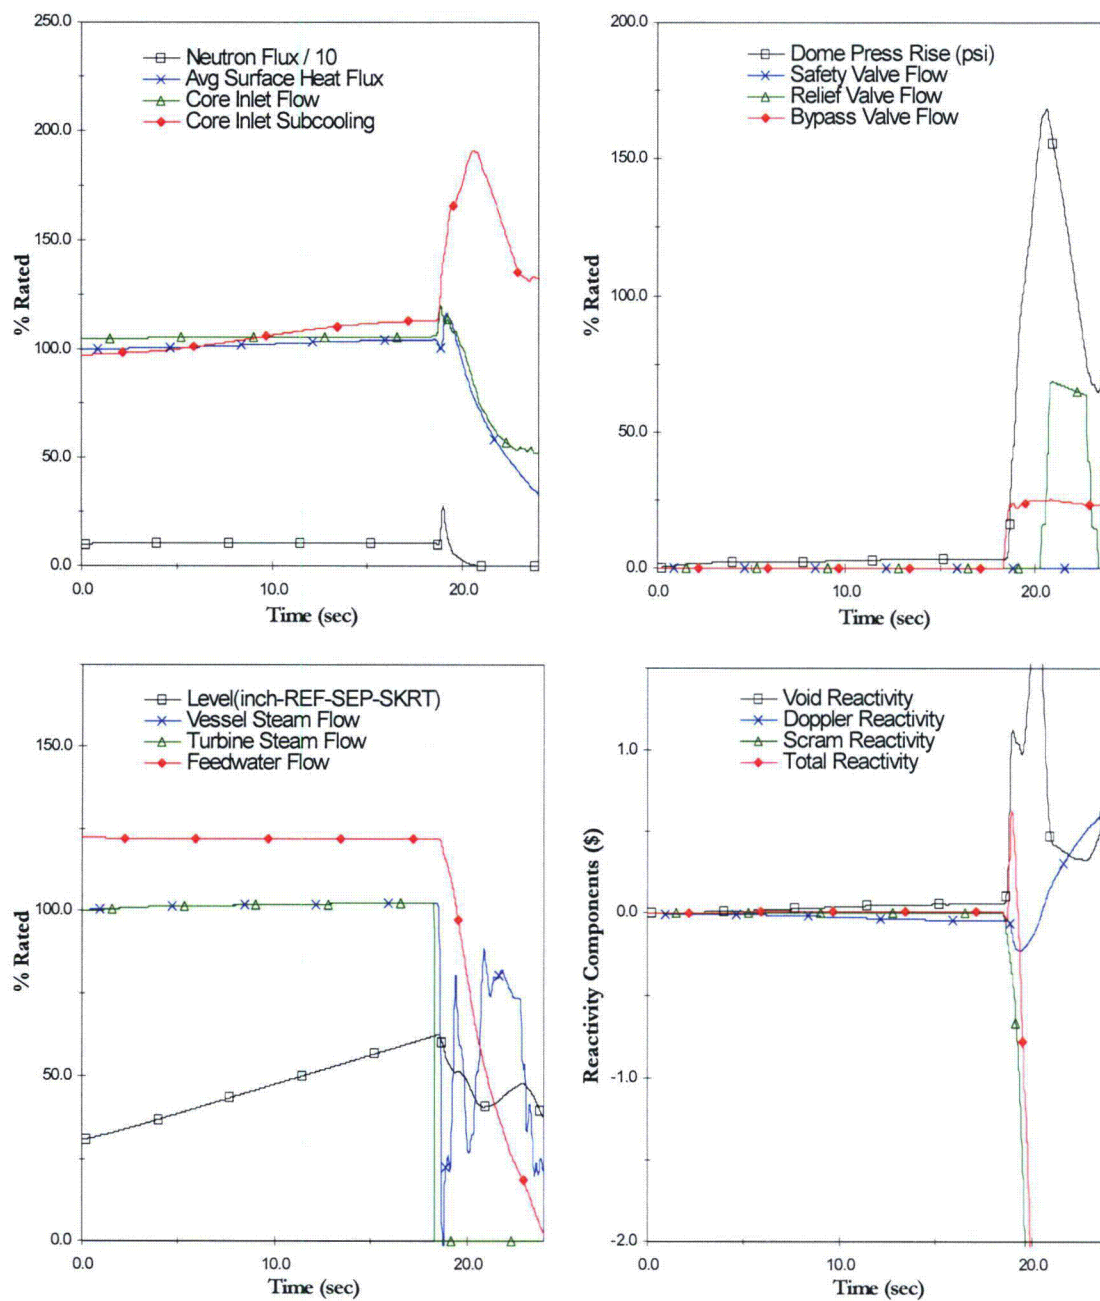 250.0
200.0
150.0
100.0
50.0
0.0
% Rated
Neutron Flux / 10
Avg Surface Heat Flux
Core Inlet Flow
Core Inlet Subcooling
0.0
10.0
20.0
Time (sec)
200.0
150.0
100.0
50.0
0.0
% Rated
Dome Press Rise (psi)
Safety Valve Flow
Relief Valve Flow
Bypass Valve Flow
0.0
10.0
20.0
Time (sec)
150.0
100.0
50.0
0.0
% Rated
Level(inch-REF-SEP-SKRT)
Vessel Steam Flow
Turbine Steam Flow
Feedwater Flow
0.0
10.0
20.0
Time (sec)
1.0
0.0
-1.0
-2.0
Reactivity Components ($)
Void Reactivity
Doppler Reactivity
Scram Reactivity
Total Reactivity
0.0
10.0
20.0
Time (sec)